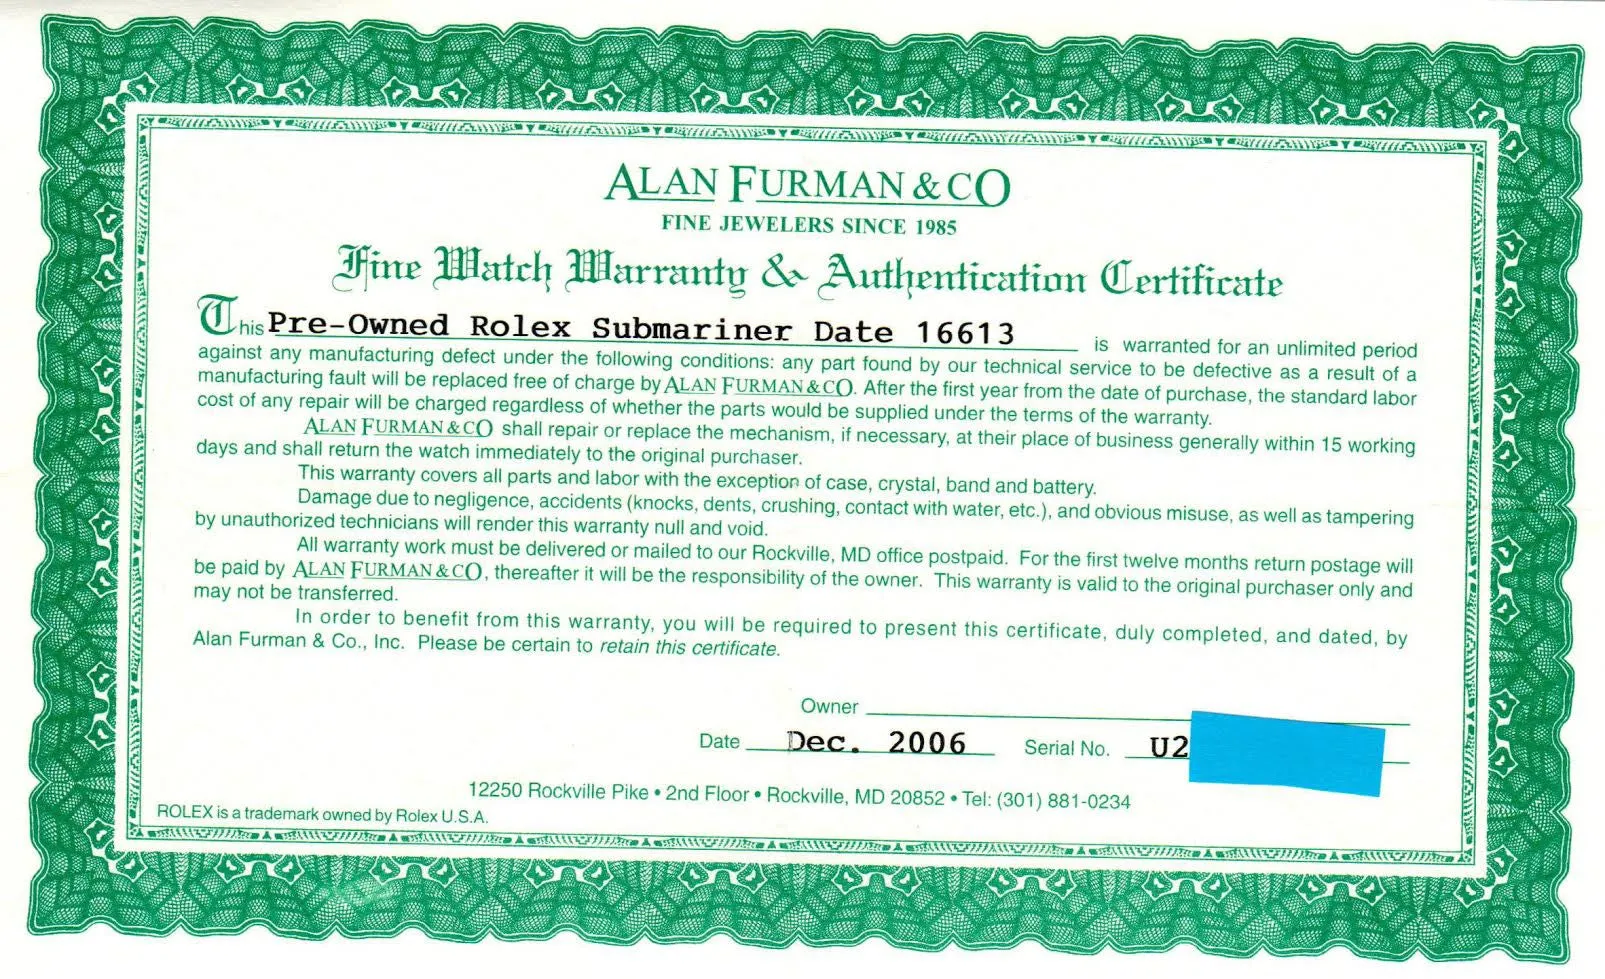 ALAN FURMAN & CO
FINE JEWELERS SINCE 1985
Fine Watch Warranty & Authentication Certificate
This Pre-Owned Rolex Submariner Date 16613 is warranted for an unlimited period
against any manufacturing defect under the following conditions: any part found by our technical service to be defective as a result of a
manufacturing fault will be replaced free of charge by ALAN FURMAN & CO. After the first year from the date of purchase, the standard labor
cost of any repair will be charged regardless of whether the parts would be supplied under the terms of the warranty.
ALAN FURMAN & CO shall repair or replace the mechanism, if necessary, at their place of business generally within 15 working
days and shall return the watch immediately to the original purchaser.
This warranty covers all parts and labor with the exception of case, crystal, band and battery.
Damage due to negligence, accidents (knocks, dents, crushing, contact with water, etc.), and obvious misuse, as well as tampering
by unauthorized technicians will render this warranty null and void.
All warranty work must be delivered or mailed to our Rockville, MD office postpaid. For the first twelve months return postage will
be paid by ALAN FURMAN & CO, thereafter it will be the responsibility of the owner. This warranty is valid to the original purchaser only and
may not be transferred.
In order to benefit from this warranty, you will be required to present this certificate, duly completed, and dated, by
Alan Furman & Co., Inc. Please be certain to retain this certificate.
Owner
Date Dec. 2006 Serial No. U2
12250 Rockville Pike • 2nd Floor • Rockville, MD 20852 • Tel: (301) 881-0234
ROLEX is a trademark owned by Rolex U.S.A.